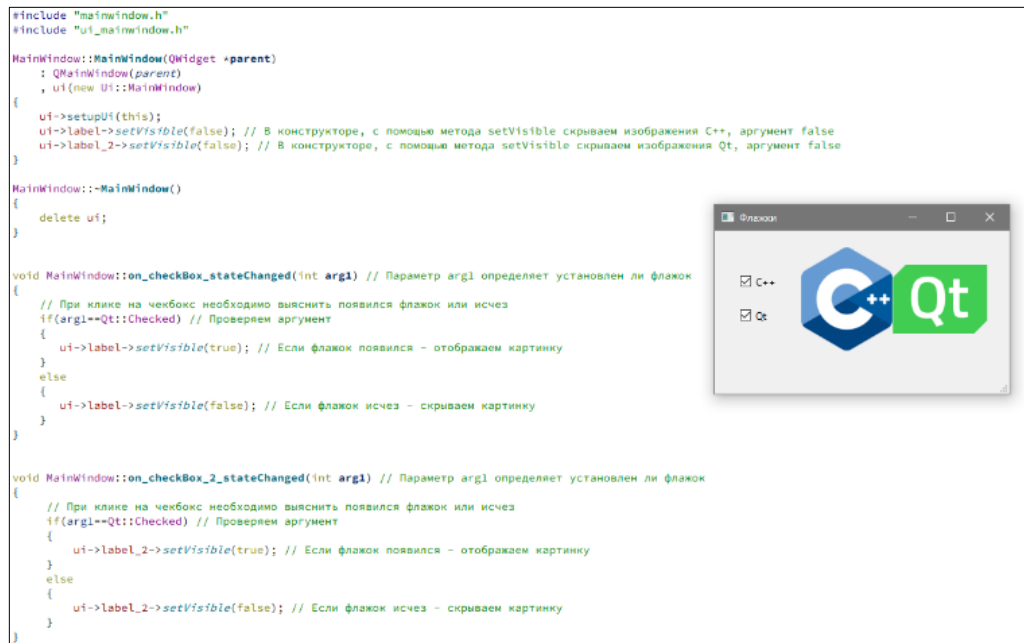 #include "mainwindow.h"
#include "ui_mainwindow.h"
MainWindow::MainWindow(QWidget *parent)
: QMainWindow(parent)
, ui(new Ui::MainWindow)
{
ui->setupUi(this);
ui->label->setVisible(false); // В конструкторе, с помощью метода setVisible скрываем изображения C++, аргумент false
ui->label_2->setVisible(false); // В конструкторе, с помощью метода setVisible скрываем изображения Qt, аргумент false
}
MainWindow::~MainWindow()
{
delete ui;
}
void MainWindow::on_checkBox_stateChanged(int arg1) // Параметр arg1 определяет установлен ли флажок
{
// При клике на чекбокс необходимо выяснить появился флажок или исчез
if(arg1==Qt::Checked) // Проверяем аргумент
{
ui->label->setVisible(true); // Если флажок появился - отображаем картинку
}
else
{
ui->label->setVisible(false); // Если флажок исчез - скрываем картинку
}
}
void MainWindow::on_checkBox_2_stateChanged(int arg1) // Параметр arg1 определяет установлен ли флажок
{
// При клике на чекбокс необходимо выяснить появился флажок или исчез
if(arg1==Qt::Checked) // Проверяем аргумент
{
ui->label_2->setVisible(true); // Если флажок появился - отображаем картинку
}
else
{
ui->label_2->setVisible(false); // Если флажок исчез - скрываем картинку
}
}
Флажки
C++
Qt
C++
Qt